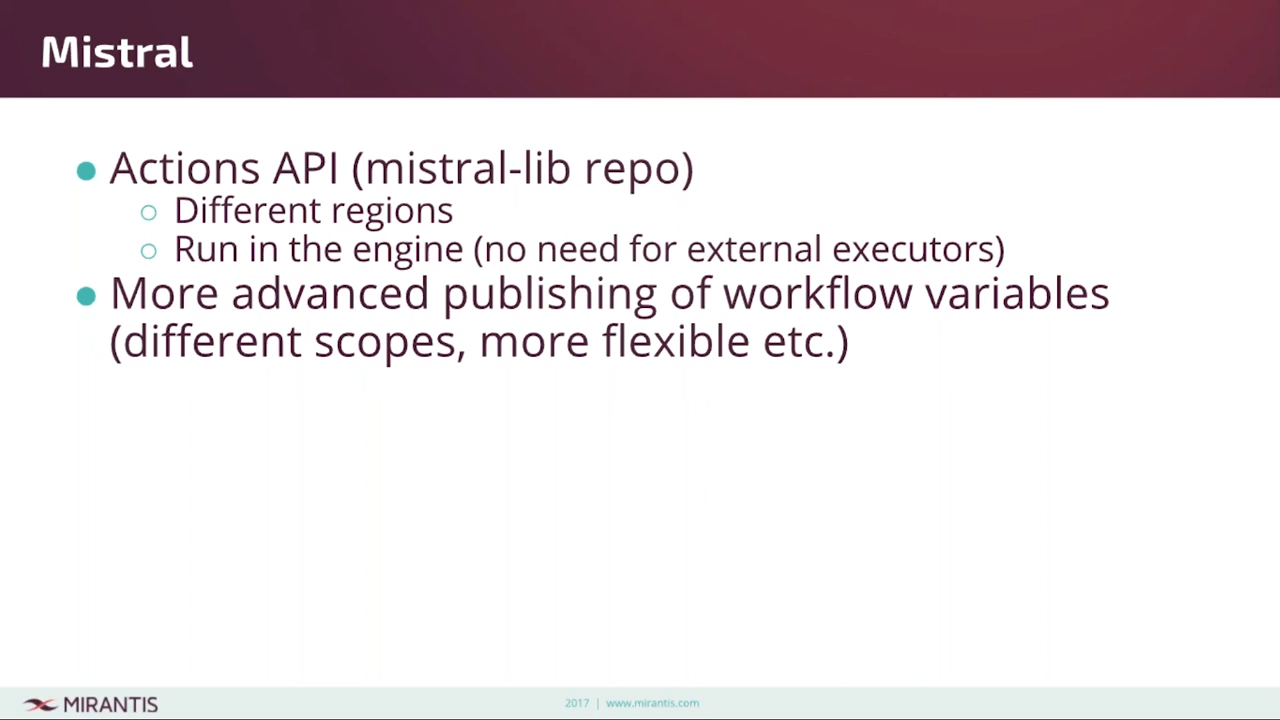 Mistral
● Actions API (mistral-lib repo)
○ Different regions
○ Run in the engine (no need for external executors)
● More advanced publishing of workflow variables
(different scopes, more flexible etc.)
MIRANTIS
2017 | www.mirantis.com